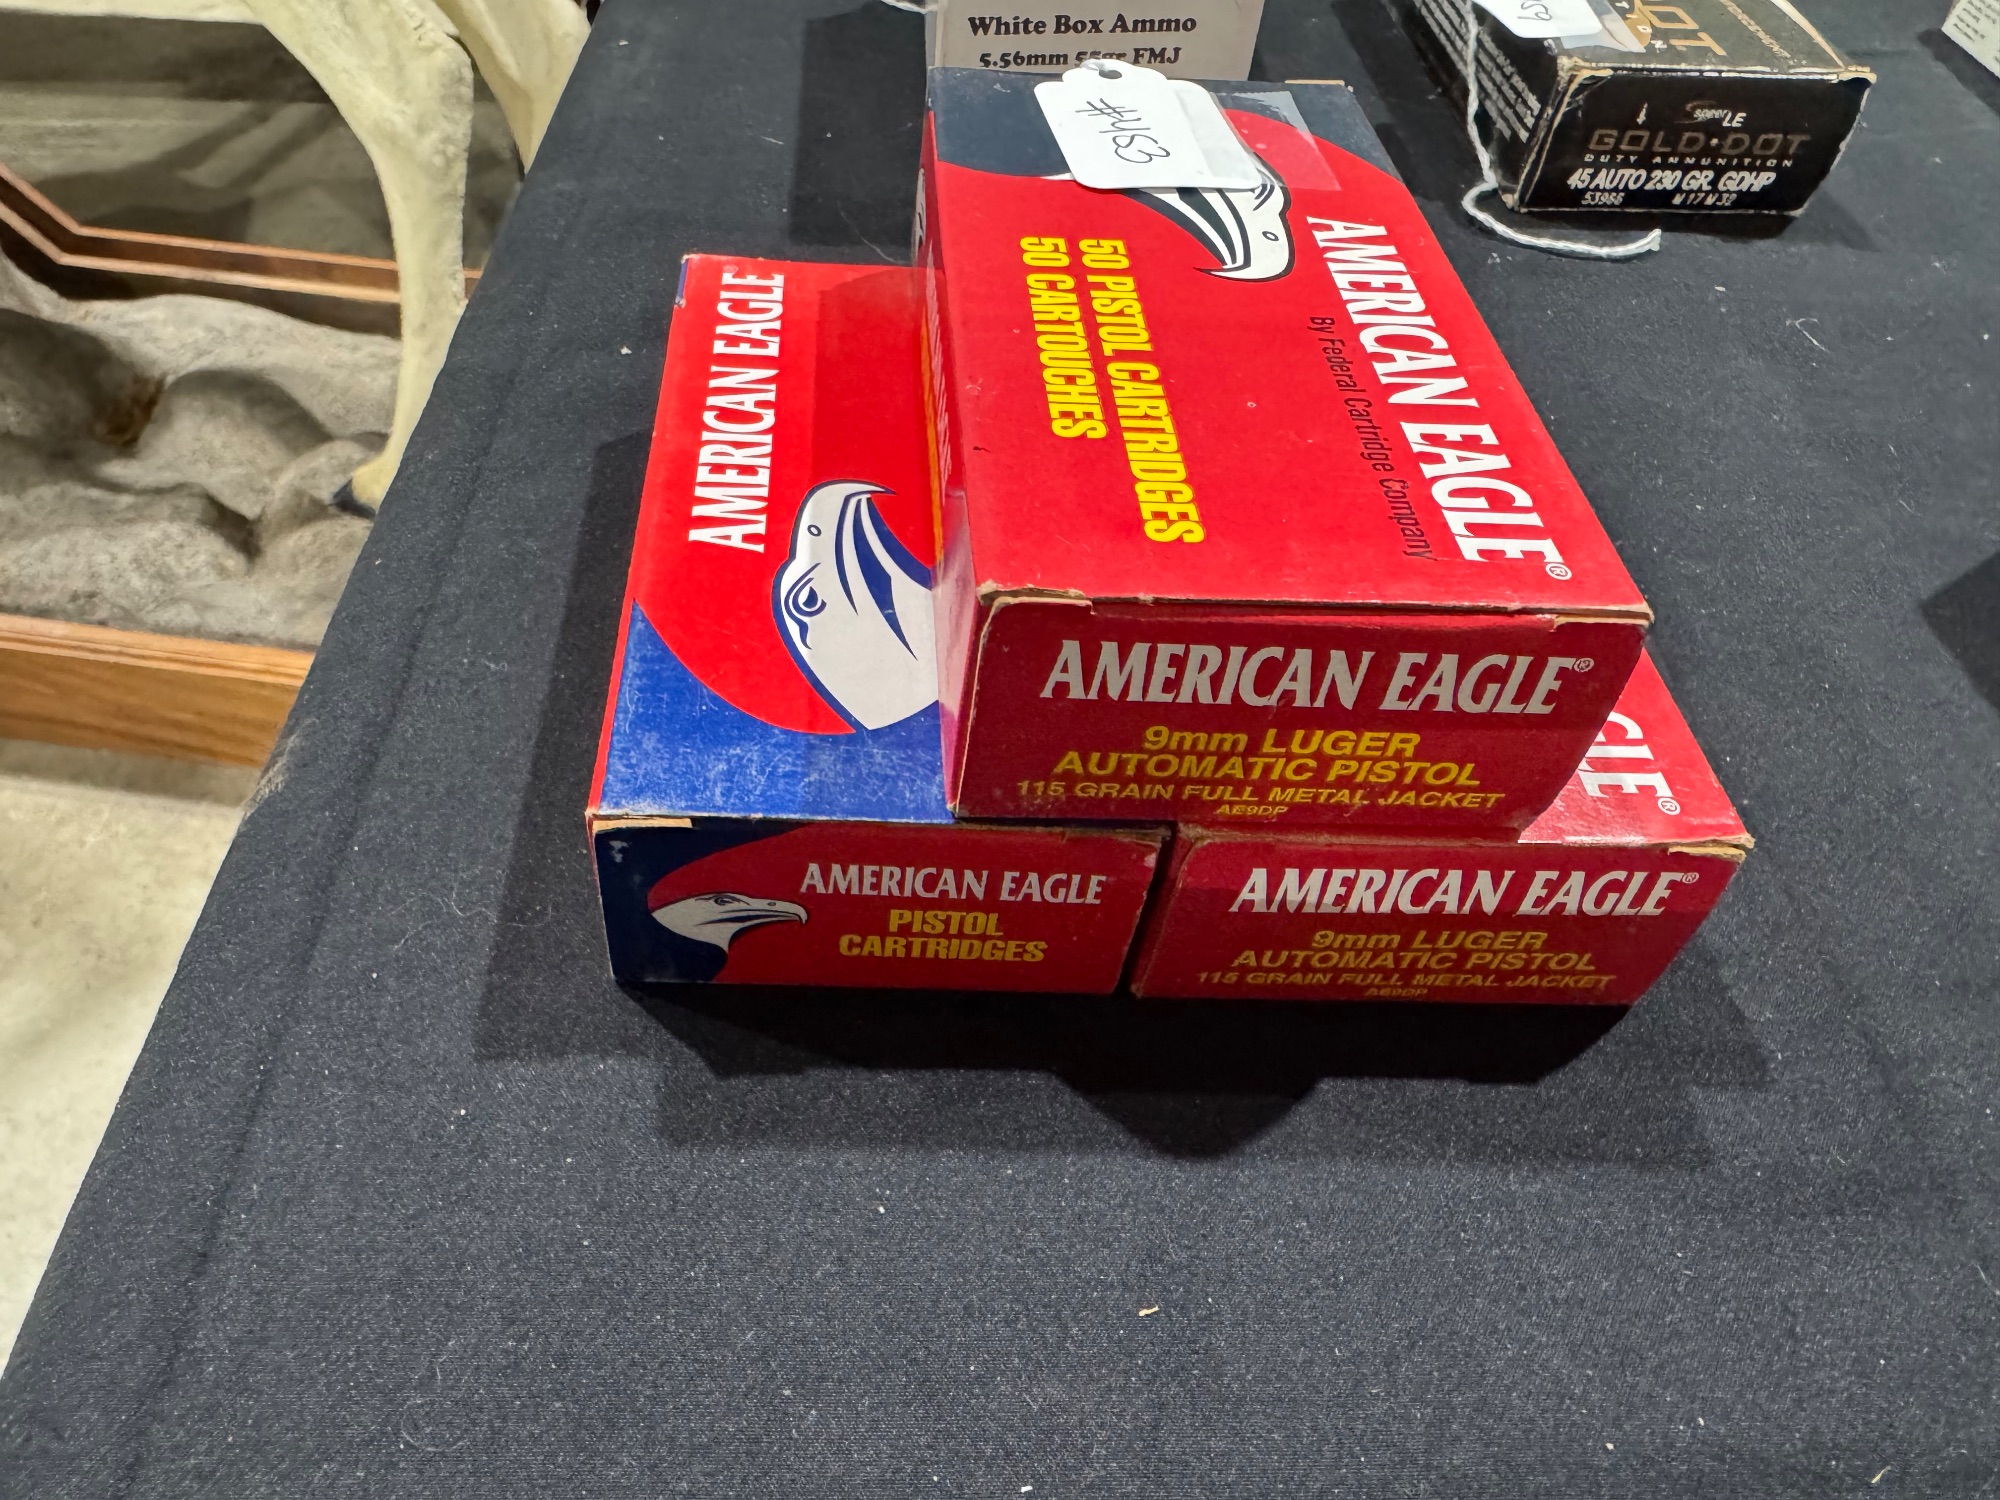 White Box Ammo
5.56mm 55gr FMJ
#453
AMERICAN EAGLE®
By Federal Cartridge Company
50 PISTOL CARTRIDGES
50 CARTOUCHES
AMERICAN EAGLE®
9mm LUGER
AUTOMATIC PISTOL
115 GRAIN FULL METAL JACKET
AE9DP
AMERICAN EAGLE
AMERICAN EAGLE
PISTOL
CARTRIDGES
GLE®
AMERICAN EAGLE®
9mm LUGER
AUTOMATIC PISTOL
115 GRAIN FULL METAL JACKET
AE9DP
OT
Speer LE
GOLD DOT
DUTY AMMUNITION
45 AUTO 230 GR. GDHP
53966